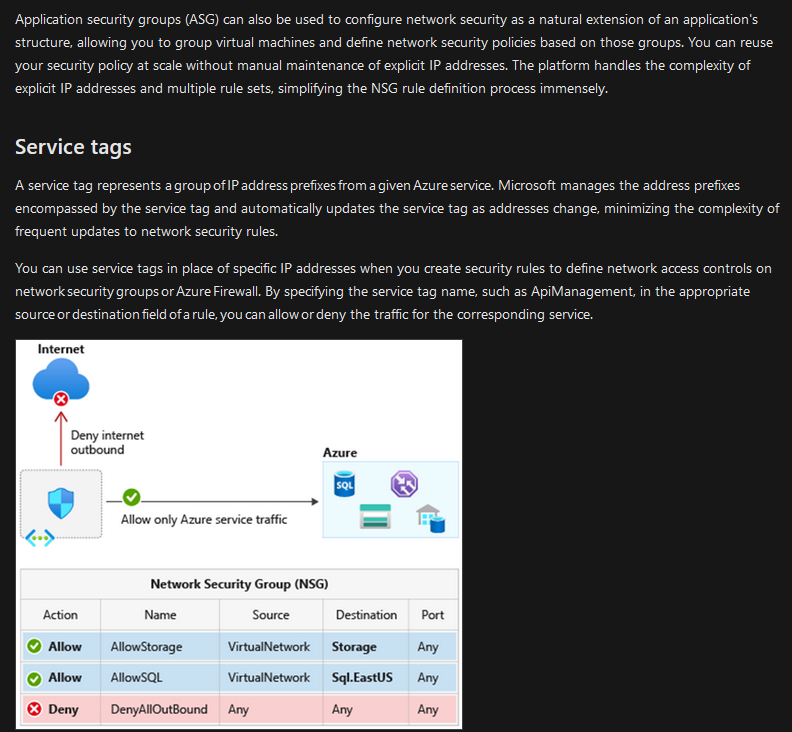 Application security groups (ASG) can also be used to configure network security as a natural extension of an application's
structure, allowing you to group virtual machines and define network security policies based on those groups. You can reuse
your security policy at scale without manual maintenance of explicit IP addresses. The platform handles the complexity of
explicit IP addresses and multiple rule sets, simplifying the NSG rule definition process immensely.
Service tags
A service tag represents a group of IP address prefixes from a given Azure service. Microsoft manages the address prefixes
encompassed by the service tag and automatically updates the service tag as addresses change, minimizing the complexity of
frequent updates to network security rules.
You can use service tags in place of specific IP addresses when you create security rules to define network access controls on
network security groups or Azure Firewall. By specifying the service tag name, such as ApiManagement, in the appropriate
source or destination field of a rule, you can allow or deny the traffic for the corresponding service.
Internet
Deny internet
outbound
Azure
SQL
Allow only Azure service traffic
Network Security Group (NSG)
Action Name Source Destination Port
Allow AllowStorage VirtualNetwork Storage Any
Allow AllowSQL VirtualNetwork Sql.EastUS Any
Deny DenyAllOutBound Any Any Any